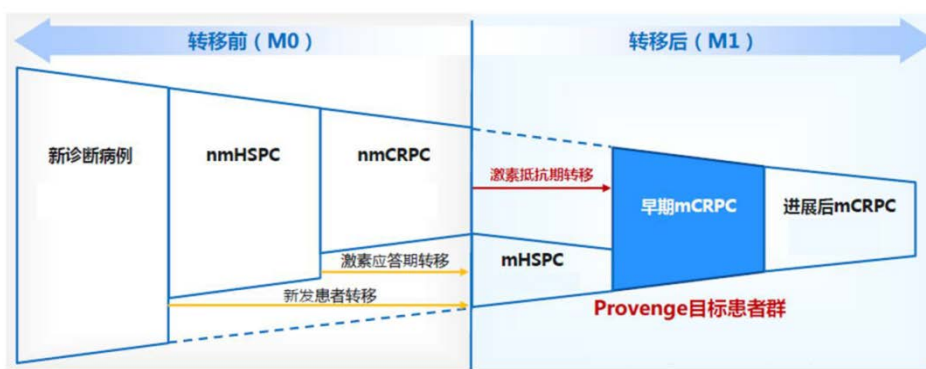 转移前（M0）
转移后（M1）
新诊断病例
nmHSPC
nmCRPC
激素抵抗期转移
早期mCRPC
进展后mCRPC
激素应答期转移
mHSPC
新发患者转移
Provenge目标患者群